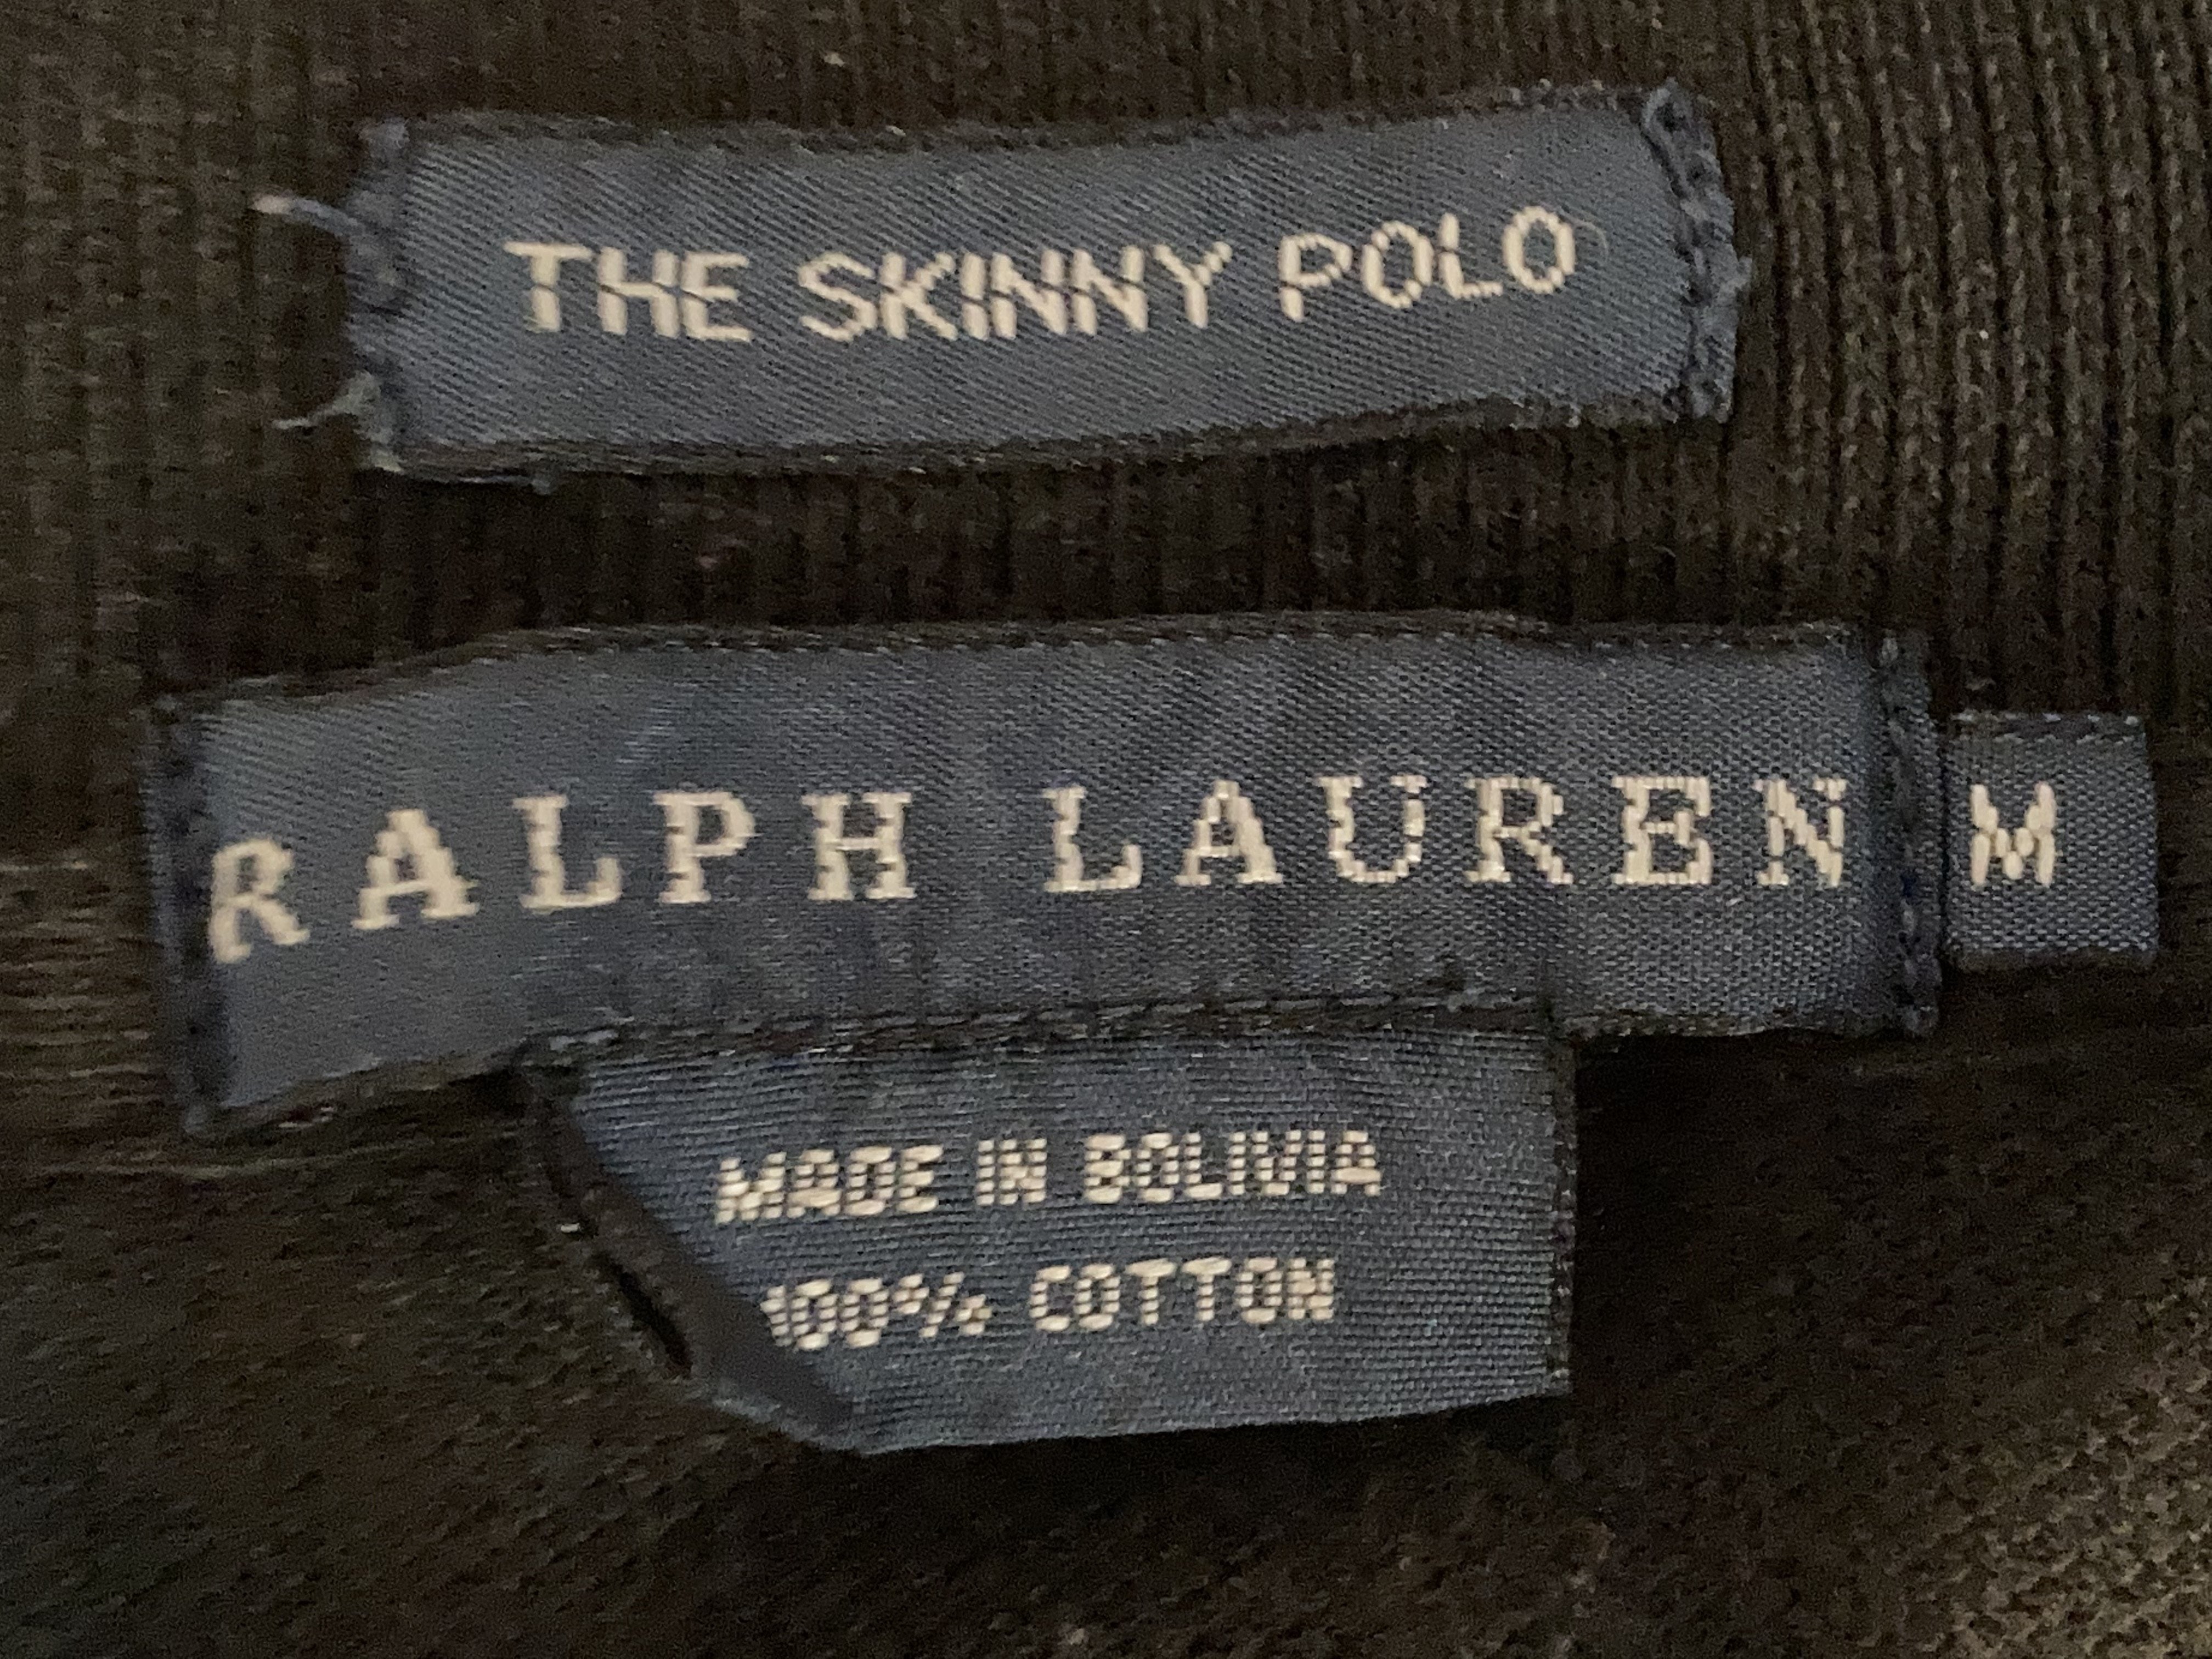 THE SKINNY POLO
RALPH LAUREN M
MADE IN BOLIVIA
100% COTTON